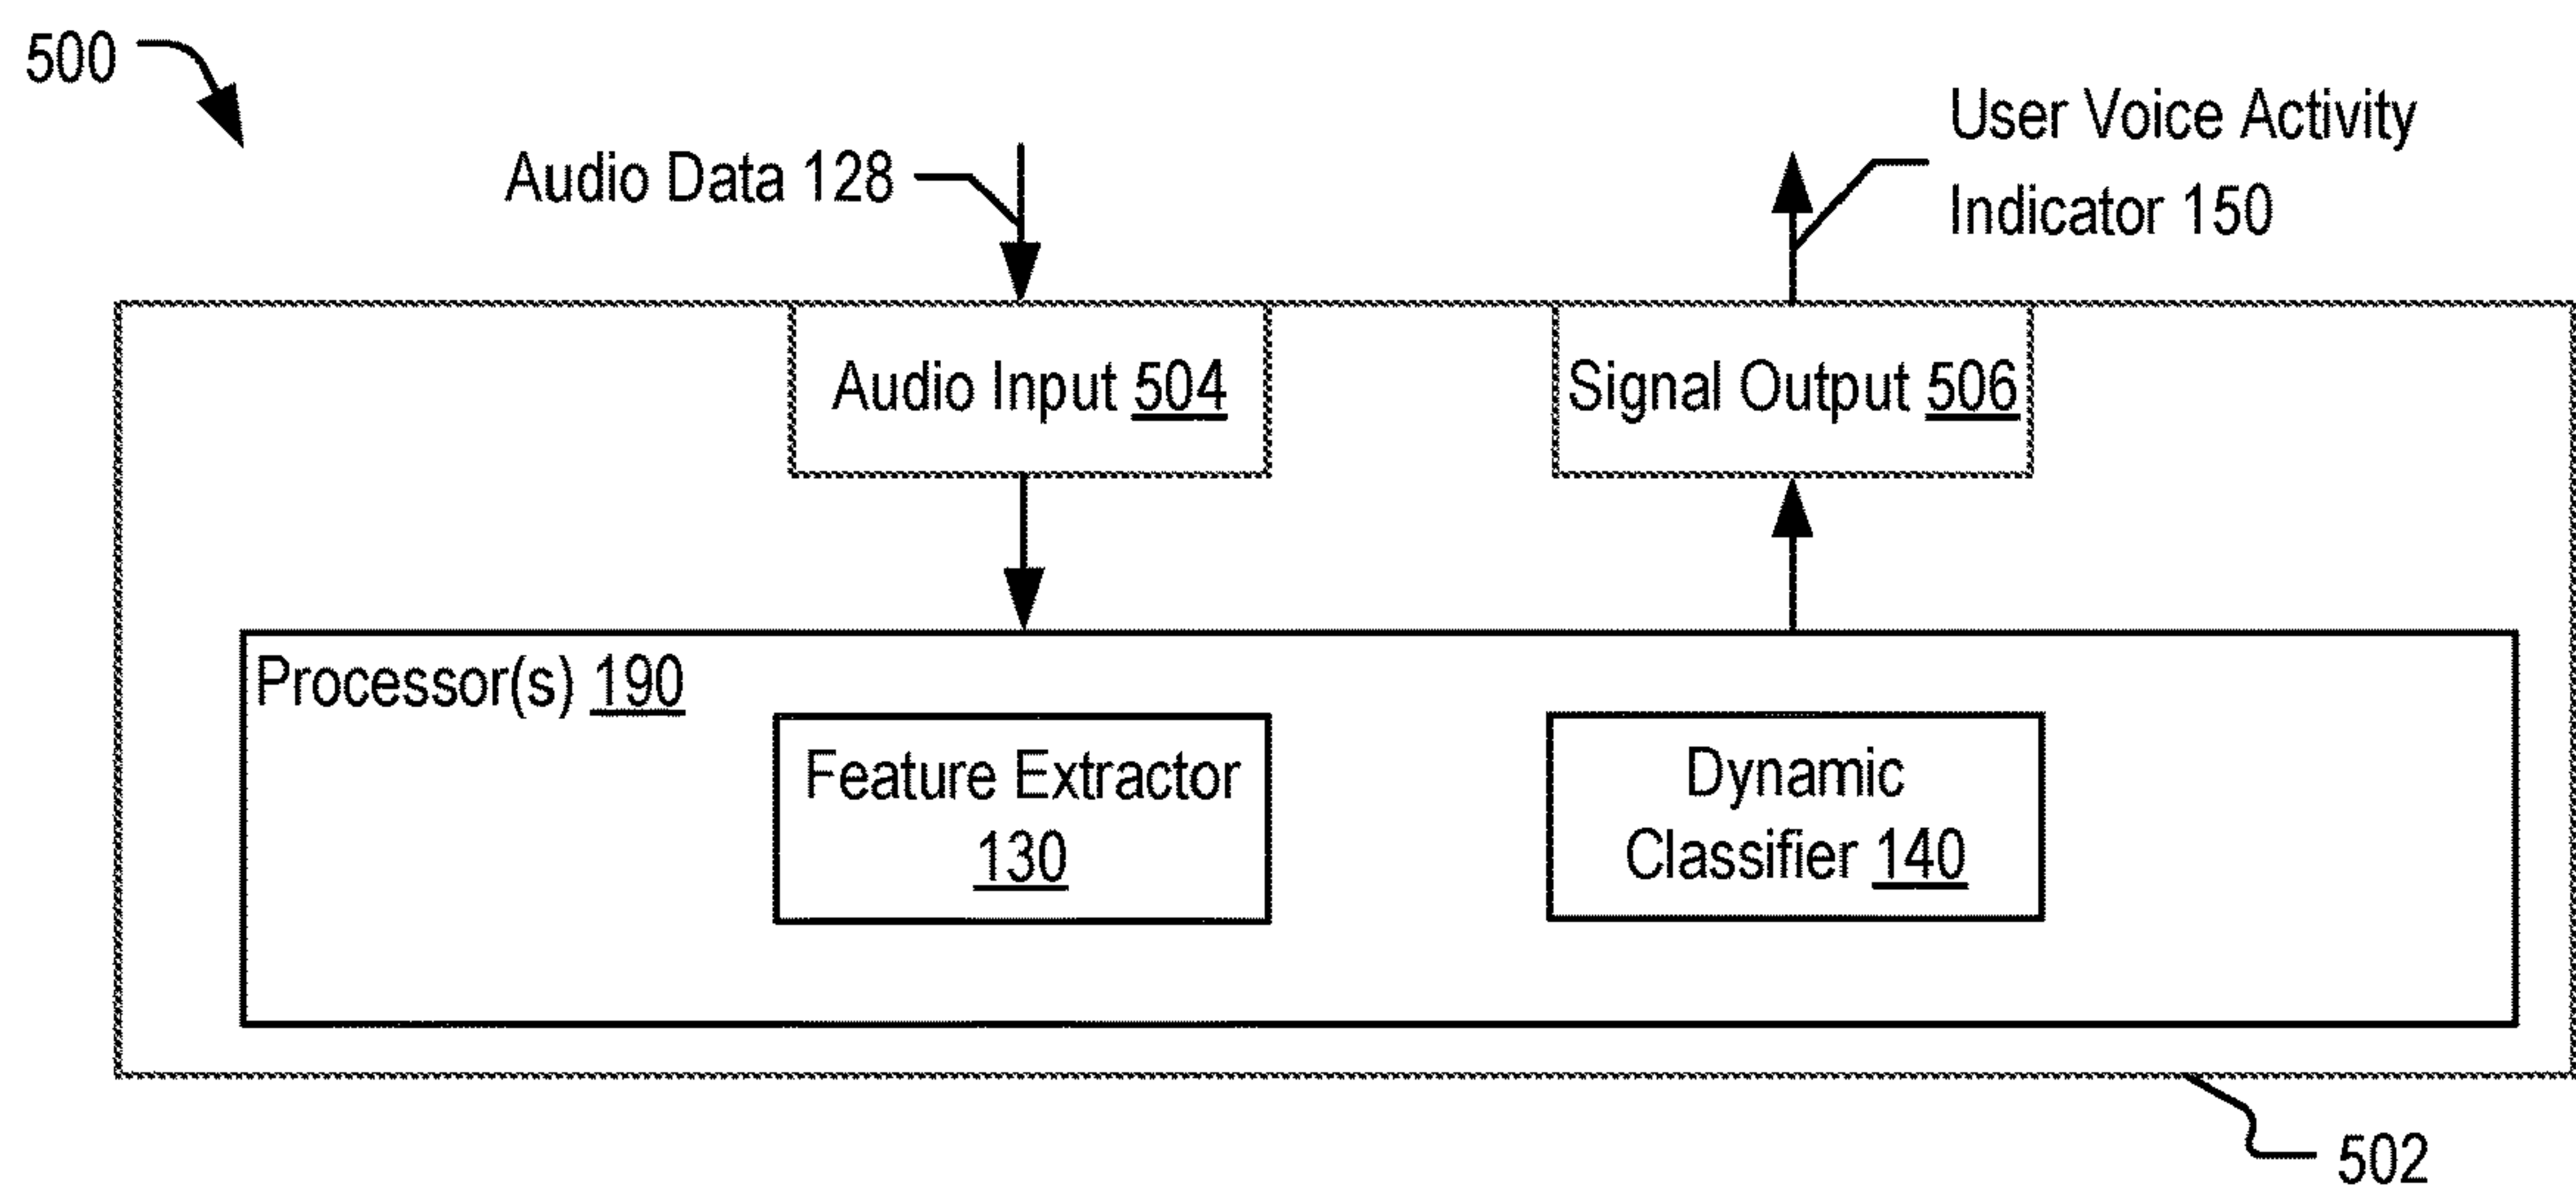 500
Audio Data 128
User Voice Activity
Indicator 150
Audio Input 504
Signal Output 506
Processor(s) 190
Feature Extractor
130
Dynamic
Classifier 140
502